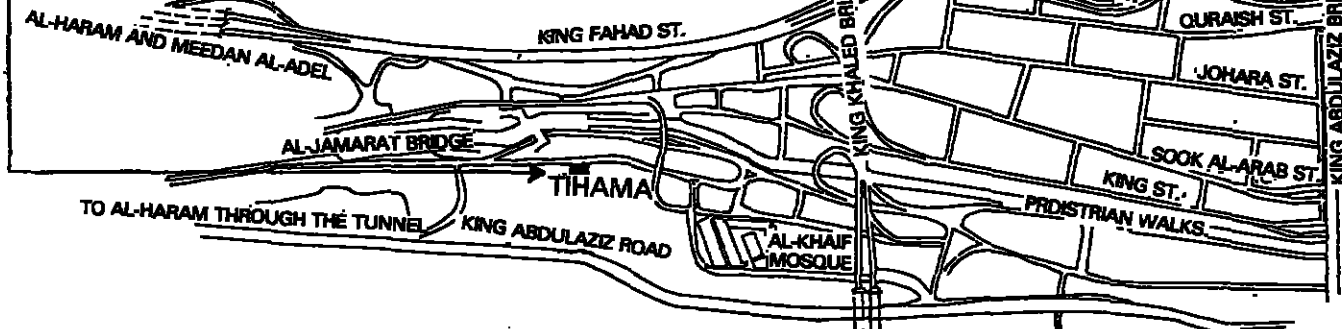 QURAISH ST.
AL-HARAM AND MEEDAN AL-ADEL
KING FAHAD ST.
KING KHALED BRI
JOHARA ST.
KING ABDULAZIZ BR
AL-JAMARAT BRIDGE
SOOK AL-ARAB ST.
TIHAMA
KING ST.
TO AL-HARAM THROUGH THE TUNNEL
KING ABDULAZIZ ROAD
PRDISTRIAN WALKS.
AL-KHAIF
MOSQUE